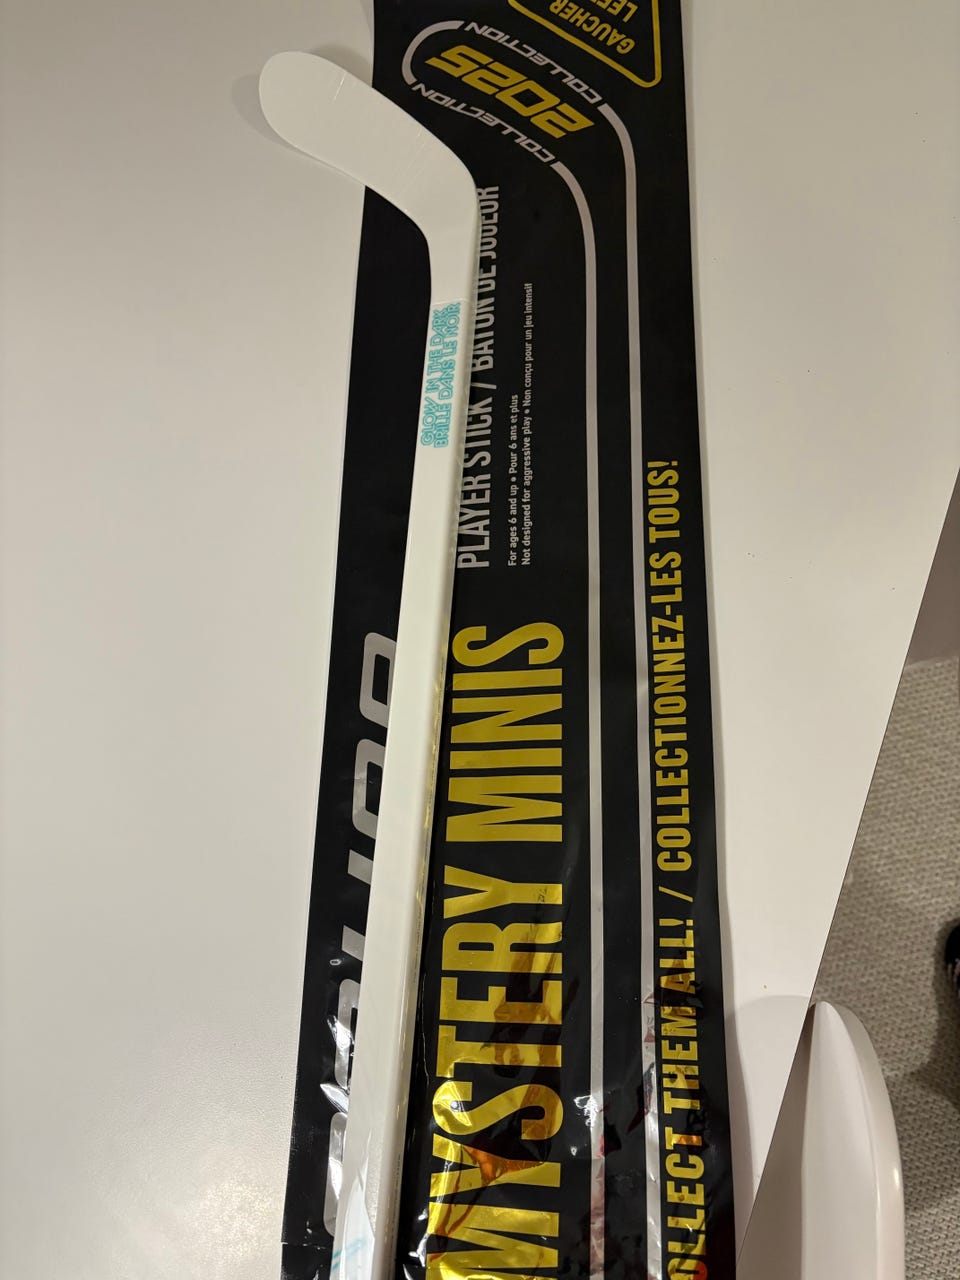 GAUCHER
COLLECTION
2025
COLLECTION
GLOW IN THE DARK
BRILLE DANS LE NOIR
PLAYER STICK / BÂTON DE JOUEUR
For ages 6 and up • Pour 6 ans et plus
Not designed for aggressive play • Non conçu pour un jeu intensif
MYSTERY MINIS
COLLECT THEM ALL! / COLLECTIONNEZ-LES TOUS!